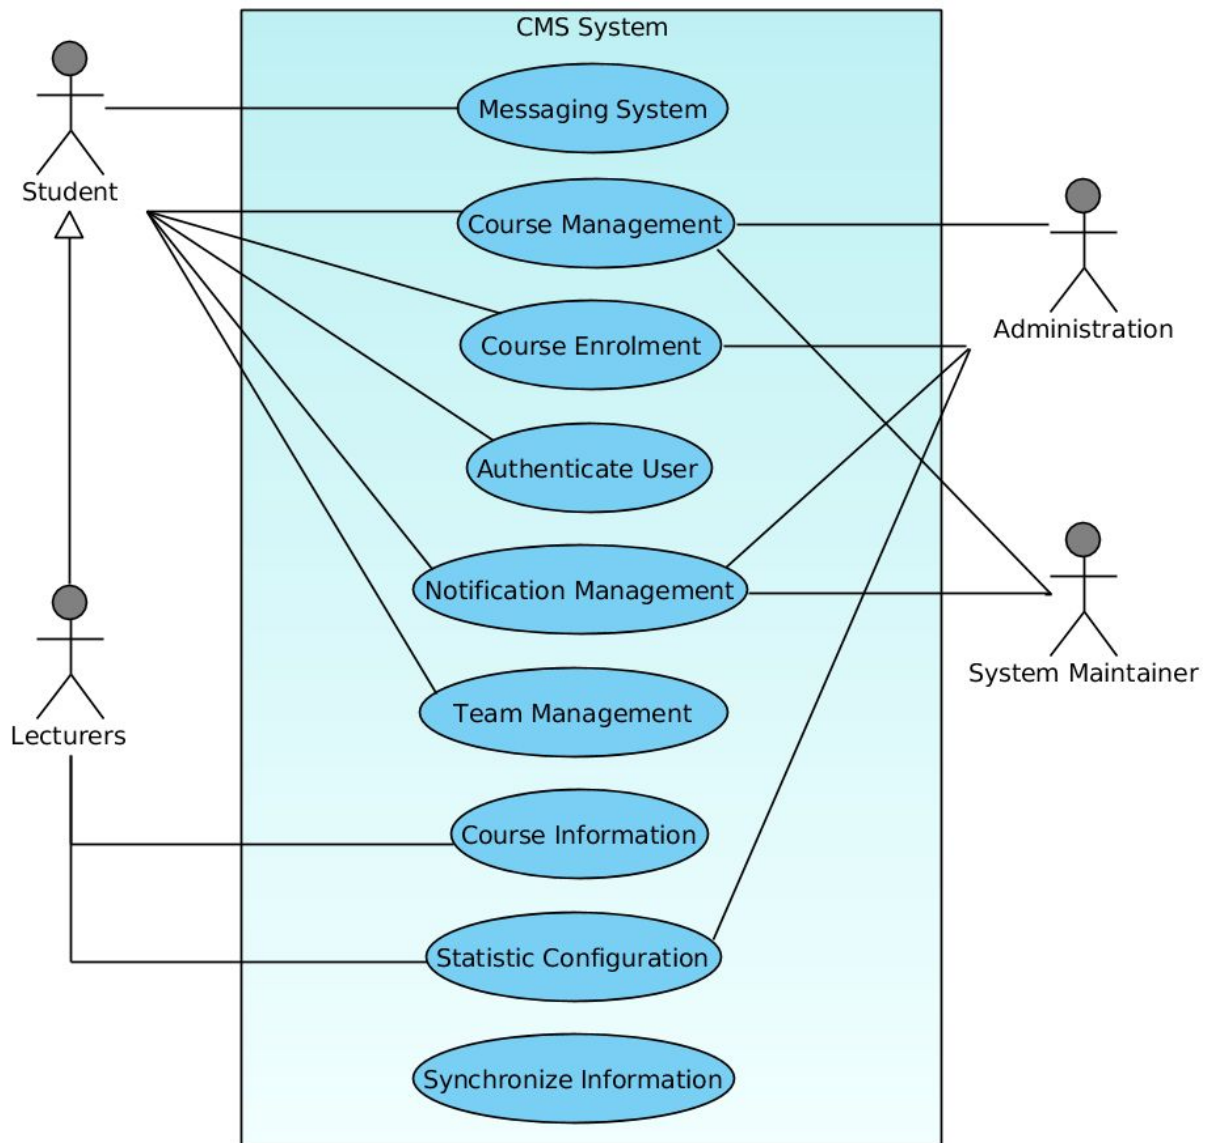 CMS System
Student
Messaging System
Course Management
Course Enrolment
Authenticate User
Notification Management
Team Management
Course Information
Statistic Configuration
Synchronize Information
Lecturers
Administration
System Maintainer